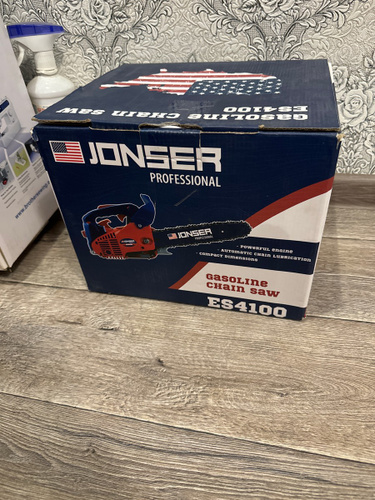 GASOLINE CHAIN SAW
ES4100
JONSER
PROFESSIONAL
JONSER
• POWERFUL ENGINE
• AUTOMATIC CHAIN LUBRICATION
• COMPACT DIMENSIONS
GASOLINE
CHAIN SAW
ES4100